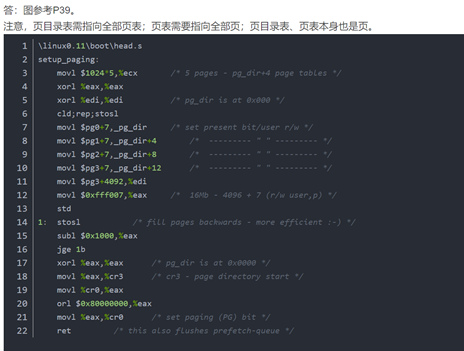 答：图参考P39。
注意，页目录表需指向全部页表；页表需要指向全部页；页目录表、页表本身也是页。
1 \linux0.11\boot\head.s
2 setup_paging:
3 movl $1024*5,%ecx /* 5 pages - pg_dir+4 page tables */
4 xorl %eax,%eax
5 xorl %edi,%edi /* pg_dir is at 0x000 */
6 cld;rep;stosl
7 movl $pg0+7,_pg_dir /* set present bit/user r/w */
8 movl $pg1+7,_pg_dir+4 /* --------- " " --------- */
9 movl $pg2+7,_pg_dir+8 /* --------- " " --------- */
10 movl $pg3+7,_pg_dir+12 /* --------- " " --------- */
11 movl $pg3+4092,%edi
12 movl $0xfff007,%eax /* 16Mb - 4096 + 7 (r/w user,p) */
13 std
14 1: stosl /* fill pages backwards - more efficient :-) */
15 subl $0x1000,%eax
16 jge 1b
17 xorl %eax,%eax /* pg_dir is at 0x0000 */
18 movl %eax,%cr3 /* cr3 - page directory start */
19 movl %cr0,%eax
20 orl $0x80000000,%eax
21 movl %eax,%cr0 /* set paging (PG) bit */
22 ret /* this also flushes prefetch-queue */